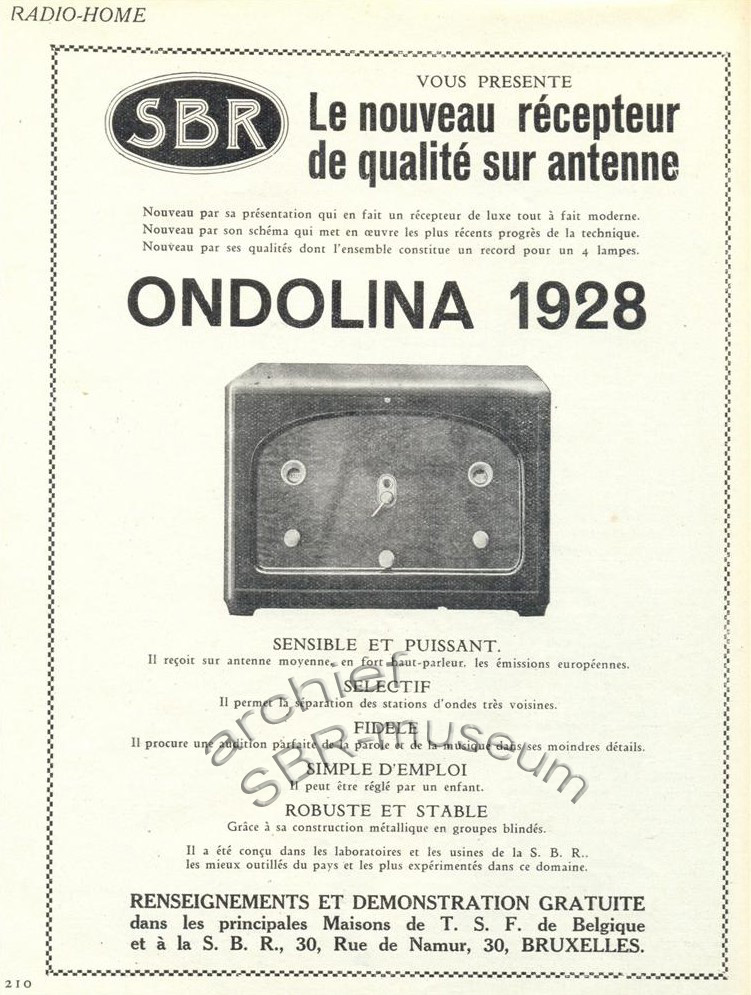 RADIO-HOME
SBR
VOUS PRESENTE
Le nouveau récepteur
de qualité sur antenne
Nouveau par sa présentation qui en fait un récepteur de luxe tout à fait moderne.
Nouveau par son schéma qui met en œuvre les plus récents progrès de la technique.
Nouveau par ses qualités dont l'ensemble constitue un record pour un 4 lampes.
ONDOLINA 1928
SENSIBLE ET PUISSANT.
Il reçoit sur antenne moyenne, en fort haut-parleur. les émissions européennes.
SELECTIF
Il permet la séparation des stations d'ondes très voisines.
FIDELE
Il procure une audition parfaite de la parole et de la musique dans ses moindres détails.
SIMPLE D'EMPLOI
Il peut être réglé par un enfant.
ROBUSTE ET STABLE
Grâce à sa construction métallique en groupes blindés.
Il a été conçu dans les laboratoires et les usines de la S. B. R..
les mieux outillés du pays et les plus expérimentés dans ce domaine.
RENSEIGNEMENTS ET DEMONSTRATION GRATUITE
dans les principales Maisons de T. S. F. de Belgique
et à la S. B. R., 30, Rue de Namur, 30, BRUXELLES.
210
archief
SBR-museum